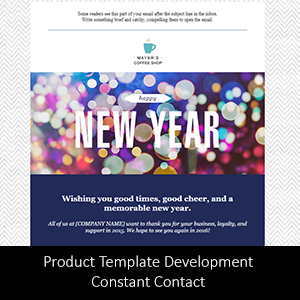 Some readers see this part of your email after the subject line in the inbox.
Write something brief and catchy, compelling them to open the email.
MAYER'S
COFFEE SHOP
happy
NEW YEAR
Wishing you good times, good cheer, and a
memorable new year.
All of us at [COMPANY NAME] want to thank you for your business, loyalty, and
support in 2015. We hope to see you again in 2016!
Product Template Development
Constant Contact